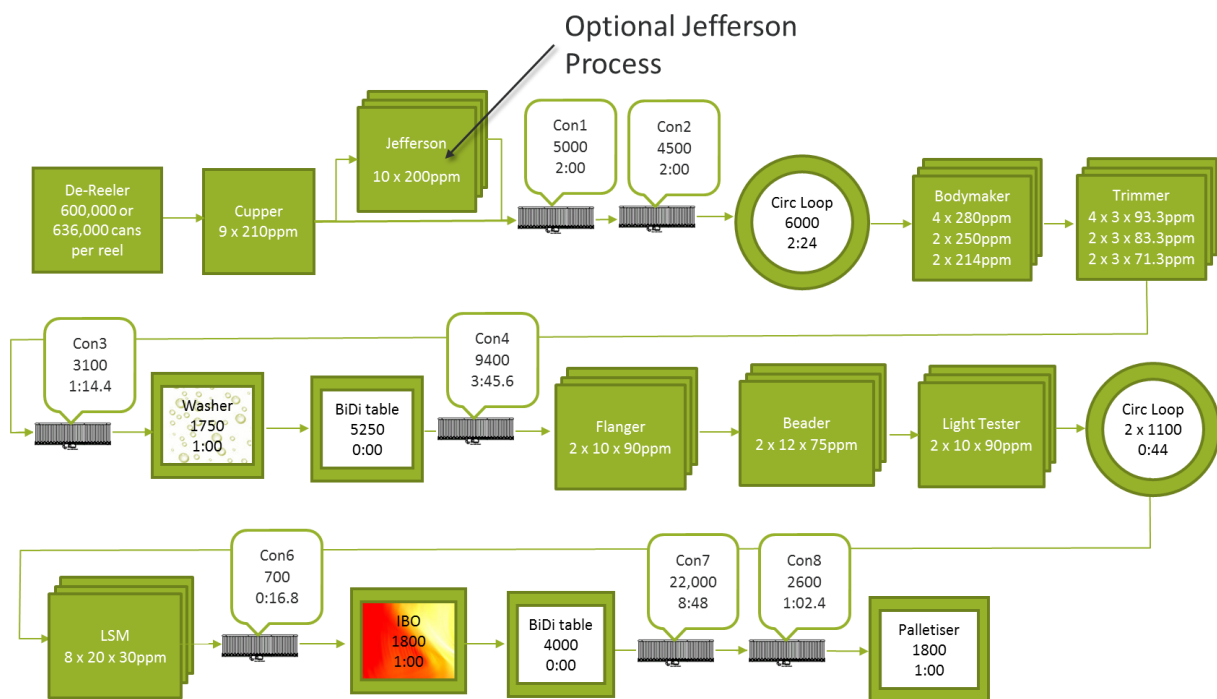 Optional Jefferson
Process
De-Reeler
600,000 or
636,000 cans
per reel
Cupper
9 x 210ppm
Jefferson
10 x 200ppm
Con1
5000
2:00
Con2
4500
2:00
Circ Loop
6000
2:24
Bodymaker
4 x 280ppm
2 x 250ppm
2 x 214ppm
Trimmer
4 x 3 x 93.3ppm
2 x 3 x 83.3ppm
2 x 3 x 71.3ppm
Con3
3100
1:14.4
Washer
1750
1:00
BiDi table
5250
0:00
Con4
9400
3:45.6
Flanger
2 x 10 x 90ppm
Beader
2 x 12 x 75ppm
Light Tester
2 x 10 x 90ppm
Circ Loop
2 x 1100
0:44
LSM
8 x 20 x 30ppm
Con6
700
0:16.8
IBO
1800
1:00
BiDi table
4000
0:00
Con7
22,000
8:48
Con8
2600
1:02.4
Palletiser
1800
1:00